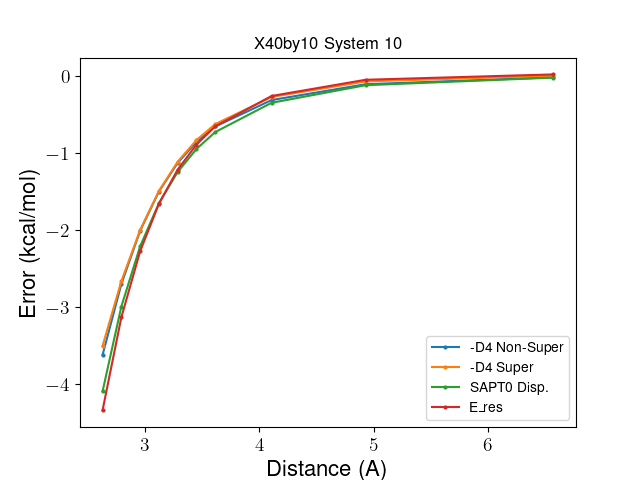 X40by10 System 10
Error (kcal/mol)
0
−1
−2
−3
−4
3
4
5
6
Distance (A)
-D4 Non-Super
-D4 Super
SAPT0 Disp.
E_res